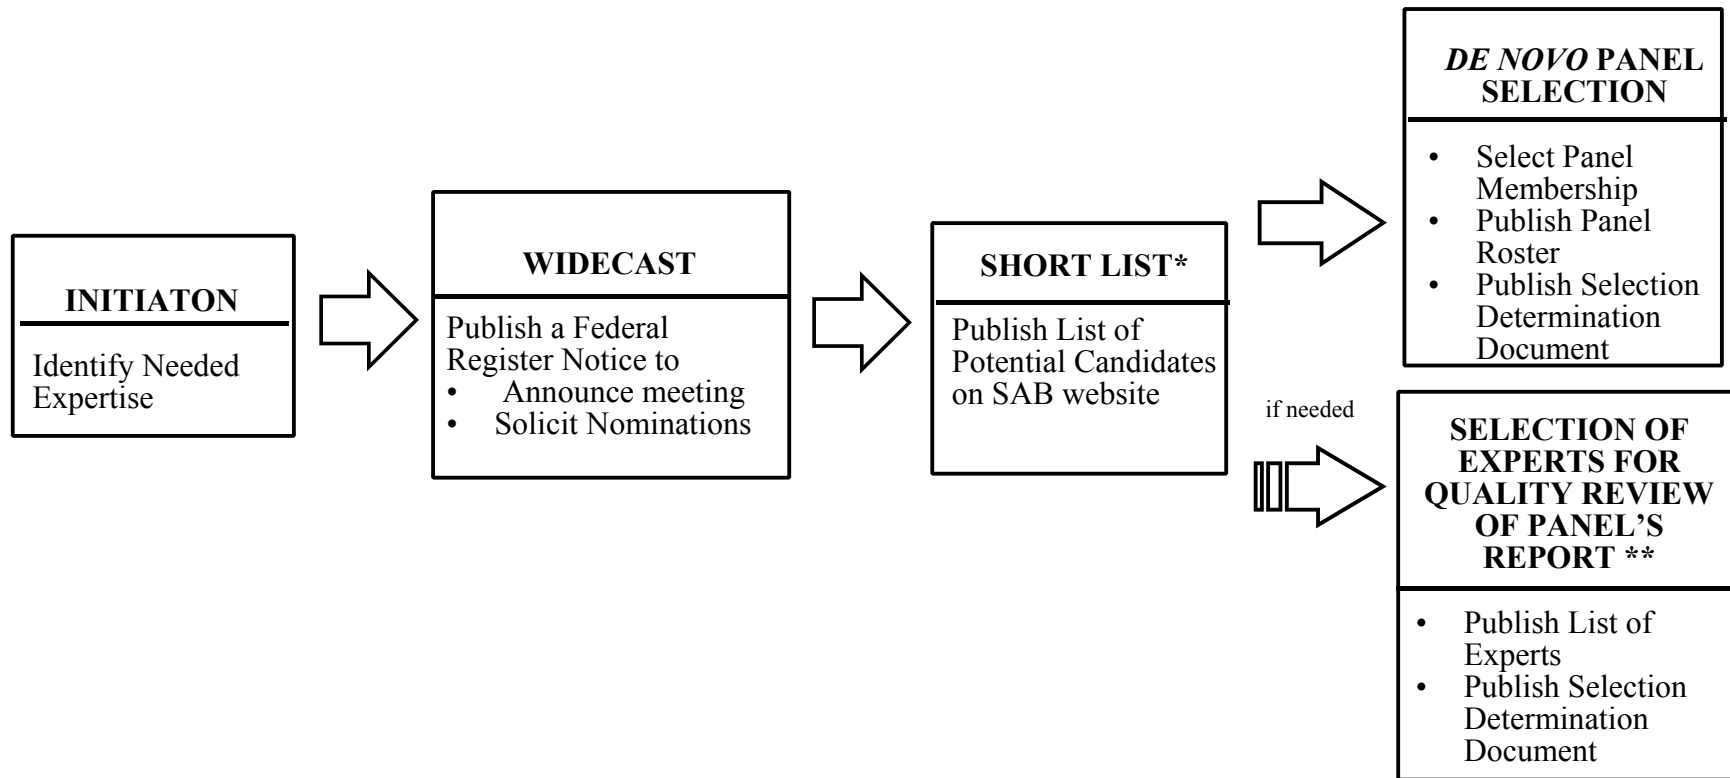 INITIATON
Identify Needed
Expertise
WIDECAST
Publish a Federal
Register Notice to
• Announce meeting
• Solicit Nominations
SHORT LIST*
Publish List of
Potential Candidates
on SAB website
DE NOVO PANEL
SELECTION
• Select Panel
Membership
• Publish Panel
Roster
• Publish Selection
Determination
Document
if needed
SELECTION OF
EXPERTS FOR
QUALITY REVIEW
OF PANEL’S
REPORT **
• Publish List of
Experts
• Publish Selection
Determination
Document